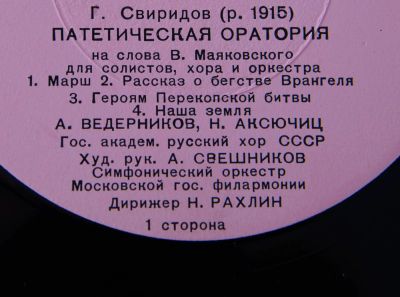 Г. Свиридов (р. 1915)
ПАТЕТИЧЕСКАЯ ОРАТОРИЯ
на слова В. Маяковского
для солистов, хора и оркестра
1. Марш 2. Рассказ о бегстве Врангеля
3. Героям Перекопской битвы
4. Наша земля
А. ВЕДЕРНИКОВ, Н. АКСЮЧИЦ
Гос. академ. русский хор СССР
Худ. рук. А. СВЕШНИКОВ
Симфонический оркестр
Московской гос. филармонии
Дирижер Н. РАХЛИН
1 сторона